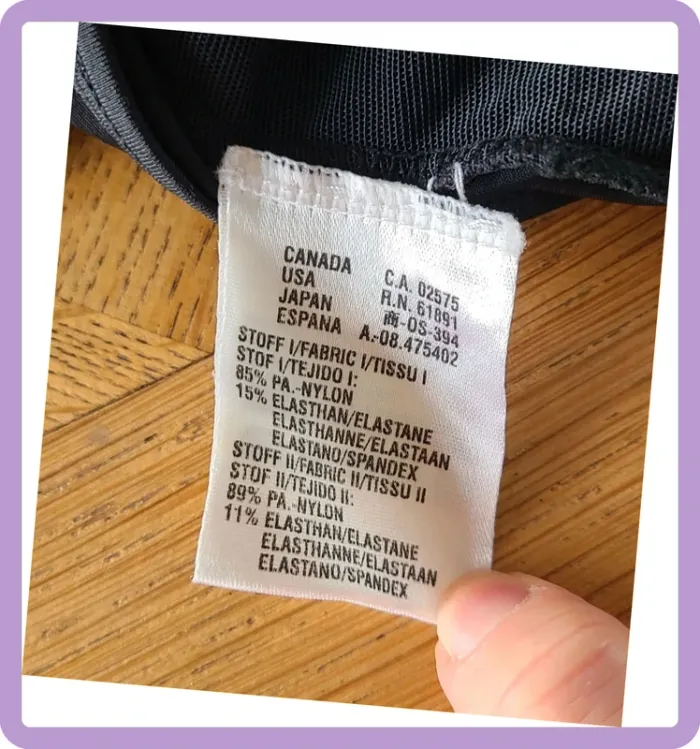 CANADA C.A. 02575
USA R.N. 61891
JAPAN 商-OS-394
ESPANA A.-08.475402
STOFF I/FABRIC I/TISSU I
STOF I/TEJIDO I:
85% PA.-NYLON
15% ELASTHAN/ELASTANE
ELASTHANNE/ELASTAAN
ELASTANO/SPANDEX
STOFF II/FABRIC II/TISSU II
STOF II/TEJIDO II:
89% PA.-NYLON
11% ELASTHAN/ELASTANE
ELASTHANNE/ELASTAAN
ELASTANO/SPANDEX